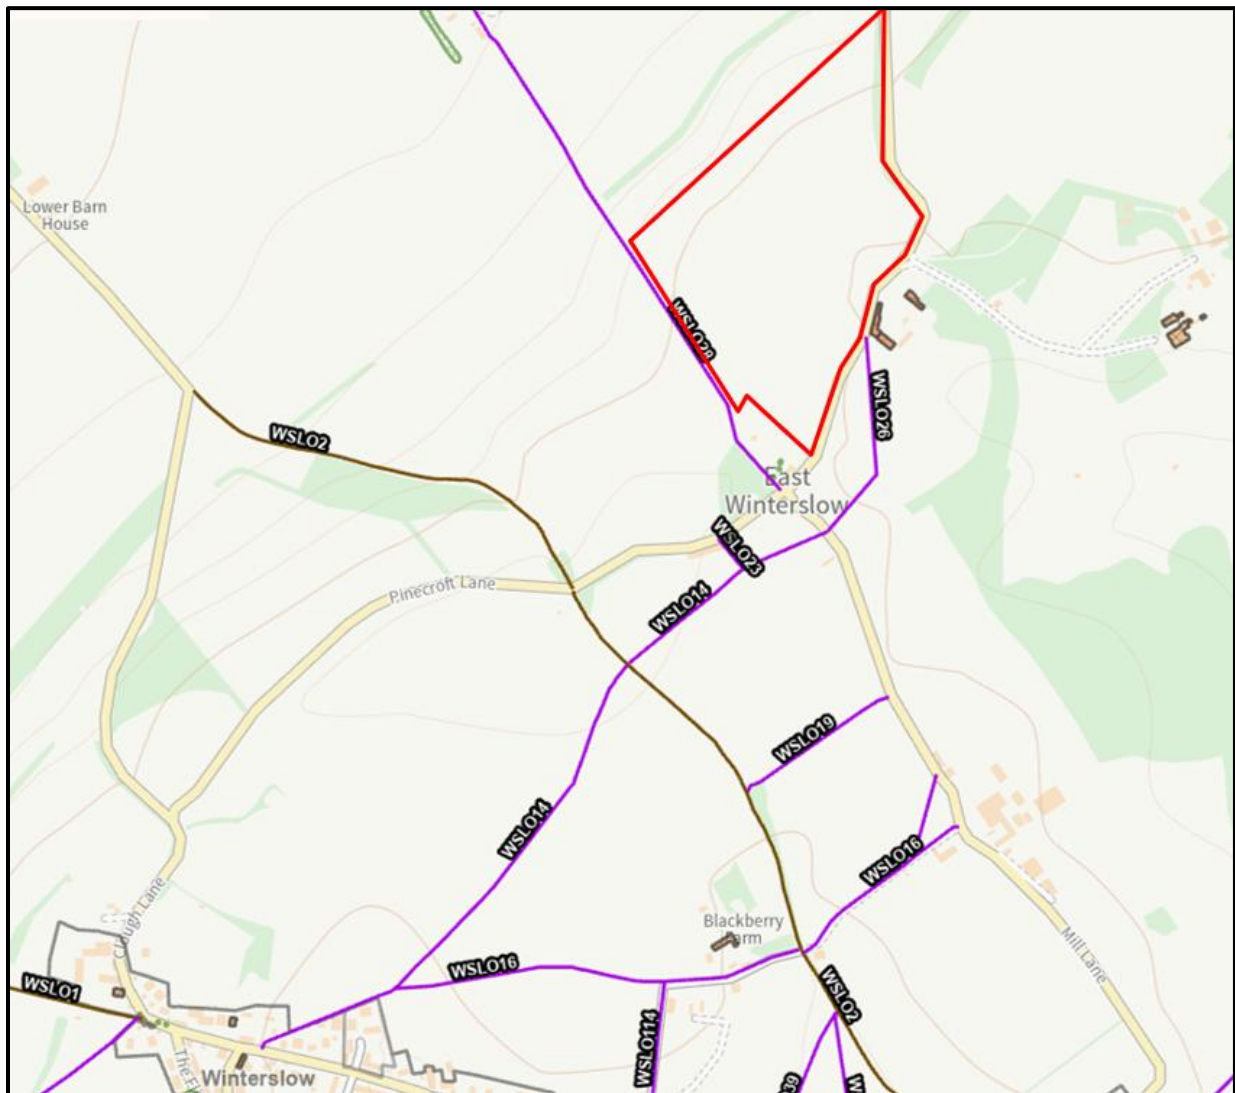 Lower Barn
House
WSLO28
WSLO26
WSLO2
East
Winterslow
WSLO23
Pinecroft Lane
WSLO14
WSLO19
WSLO14
WSLO16
Clough Lane
Blackberry
Farm
Mill Lane
WSLO16
WSLO1
WSLO2
WSLO114
Winterslow